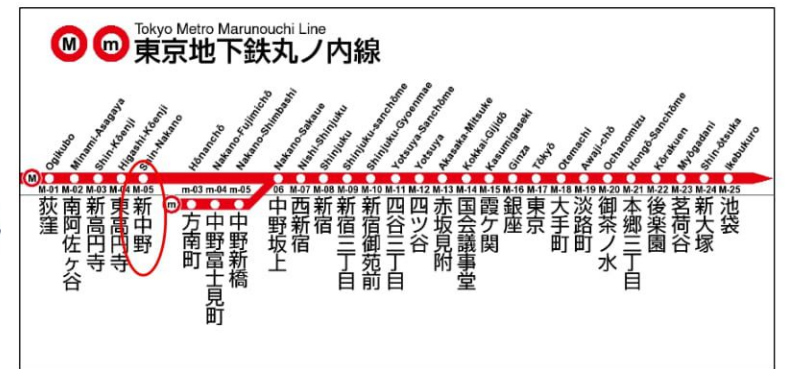 M m Tokyo Metro Marunouchi Line
東京地下鉄丸ノ内線
Ogikubo
Minami-Asagaya
Shin-Kōenji
Higashi-Kōenji
Shin-Nakano
Hōnanchō
Nakano-Fujimichō
Nakano-Shimbashi
Nakano-Sakaue
Nishi-Shinjuku
Shinjuku
Shinjuku-sanchōme
Shinjuku-Gyoenmae
Yotsuya-Sanchōme
Yotsuya
Akasaka-Mitsuke
Kokkai-Gijidō
Kasumigaseki
Ginza
Tōkyō
Otemachi
Awaji-chō
Ochanomizu
Hongō-Sanchōme
Kōrakuen
Myōgadani
Shin-ōtsuka
Ikebukuro
M
M-01 M-02 M-03 M-04 M-05 m-03 m-04 m-05 06 M-07 M-08 M-09 M-10 M-11 M-12 M-13 M-14 M-15 M-16 M-17 M-18 M-19 M-20 M-21 M-22 M-23 M-24 M-25
m
荻窪
南阿佐ヶ谷
新高円寺
東高円寺
新中野
方南町
中野富士見町
中野新橋
中野坂上
西新宿
新宿
新宿三丁目
新宿御苑前
四谷三丁目
四ツ谷
赤坂見附
国会議事堂
霞ケ関
銀座
東京
大手町
淡路町
御茶ノ水
本郷三丁目
後楽園
茗荷谷
新大塚
池袋